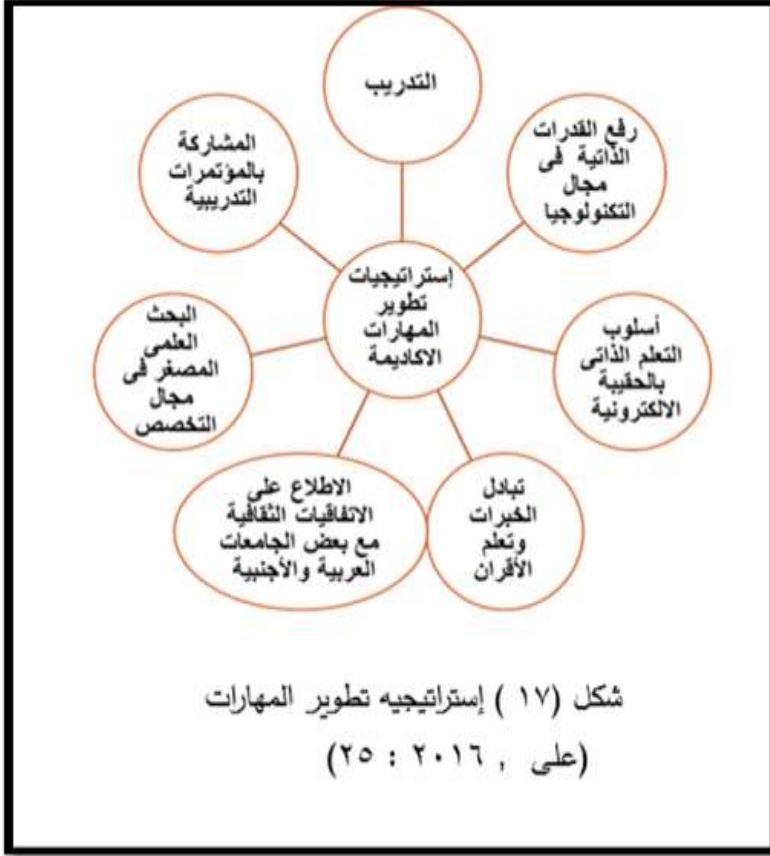 التدريب
رفع القدرات
الذاتية فى
مجال
التكنولوجيا
أسلوب
التعلم الذاتى
بالحقيبة
الالكترونية
تبادل
الخبرات
وتعلم
الأقران
الاطلاع على
الاتفاقيات الثقافية
مع بعض الجامعات
العربية والأجنبية
البحث
العلمى
المصغر فى
مجال
التخصص
المشاركة
بالمؤتمرات
التدريبية
إستراتيجيات
تطوير
المهارات
الاكاديمة
شكل (١٧ ) إستراتيجيه تطوير المهارات
(على , ٢٠١٦ : ٢٥)